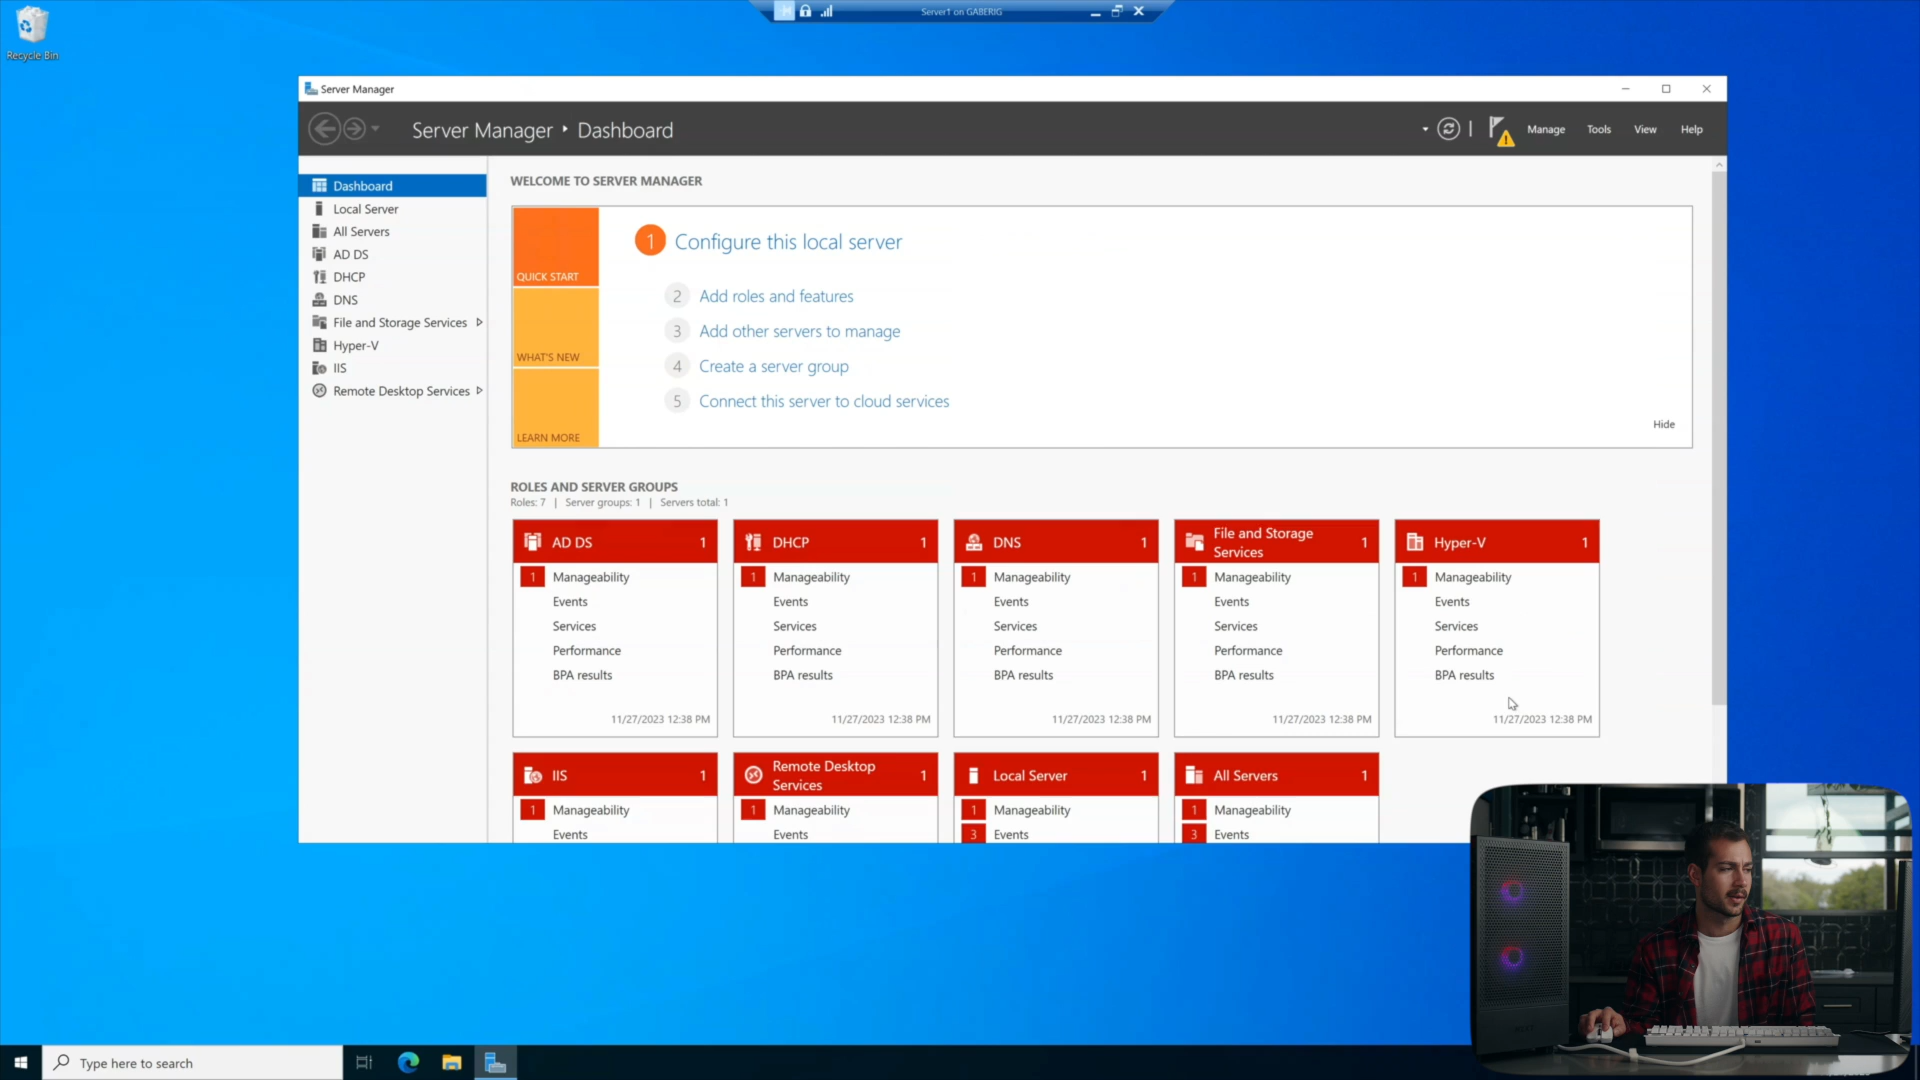 Server1 on GABERIG
Recycle Bin
Server Manager
Server Manager Dashboard
Manage Tools View Help
Dashboard
Local Server
All Servers
AD DS
DHCP
DNS
File and Storage Services
Hyper-V
IIS
Remote Desktop Services
WELCOME TO SERVER MANAGER
QUICK START
WHAT'S NEW
LEARN MORE
1 Configure this local server
2 Add roles and features
3 Add other servers to manage
4 Create a server group
5 Connect this server to cloud services
Hide
ROLES AND SERVER GROUPS
Roles: 7 | Server groups: 1 | Servers total: 1
AD DS 1
1 Manageability
Events
Services
Performance
BPA results
11/27/2023 12:38 PM
DHCP 1
1 Manageability
Events
Services
Performance
BPA results
11/27/2023 12:38 PM
DNS 1
1 Manageability
Events
Services
Performance
BPA results
11/27/2023 12:38 PM
File and Storage
Services 1
1 Manageability
Events
Services
Performance
BPA results
11/27/2023 12:38 PM
Hyper-V 1
1 Manageability
Events
Services
Performance
BPA results
11/27/2023 12:38 PM
IIS 1
1 Manageability
Events
Remote Desktop
Services 1
1 Manageability
Events
Local Server 1
1 Manageability
3 Events
All Servers 1
1 Manageability
3 Events
Type here to search